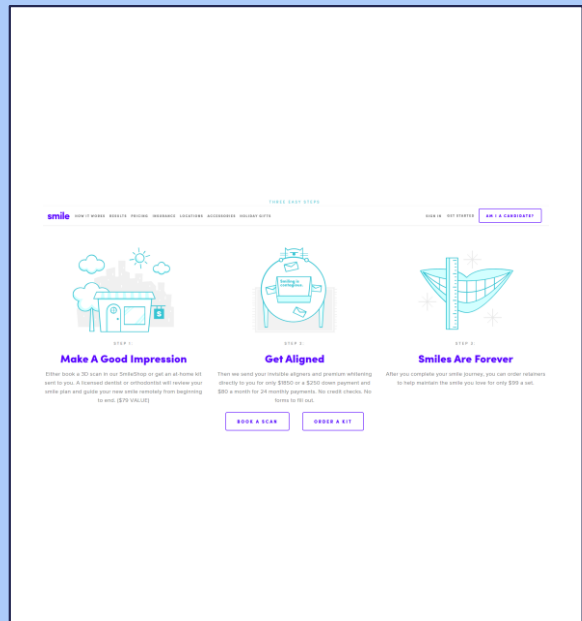 THREE EASY STEPS
smile HOW IT WORKS RESULTS PRICING INSURANCE LOCATIONS ACCESSORIES HOLIDAY GIFTS SIGN IN GET STARTED AM I A CANDIDATE?
Smiling is
contagious.
$
STEP 1.
Make A Good Impression
Either book a 3D scan in our SmileShop or get an at-home kit
sent to you. A licensed dentist or orthodontist will review your
smile plan and guide your new smile remotely from beginning
to end. ($79 VALUE)
STEP 2.
Get Aligned
Then we send your invisible aligners and premium whitening
directly to you for only $1850 or a $250 down payment and
$80 a month for 24 monthly payments. No credit checks. No
forms to fill out.
STEP 3.
Smiles Are Forever
After you complete your smile journey, you can order retainers
to help maintain the smile you love for only $99 a set.
BOOK A SCAN
ORDER A KIT